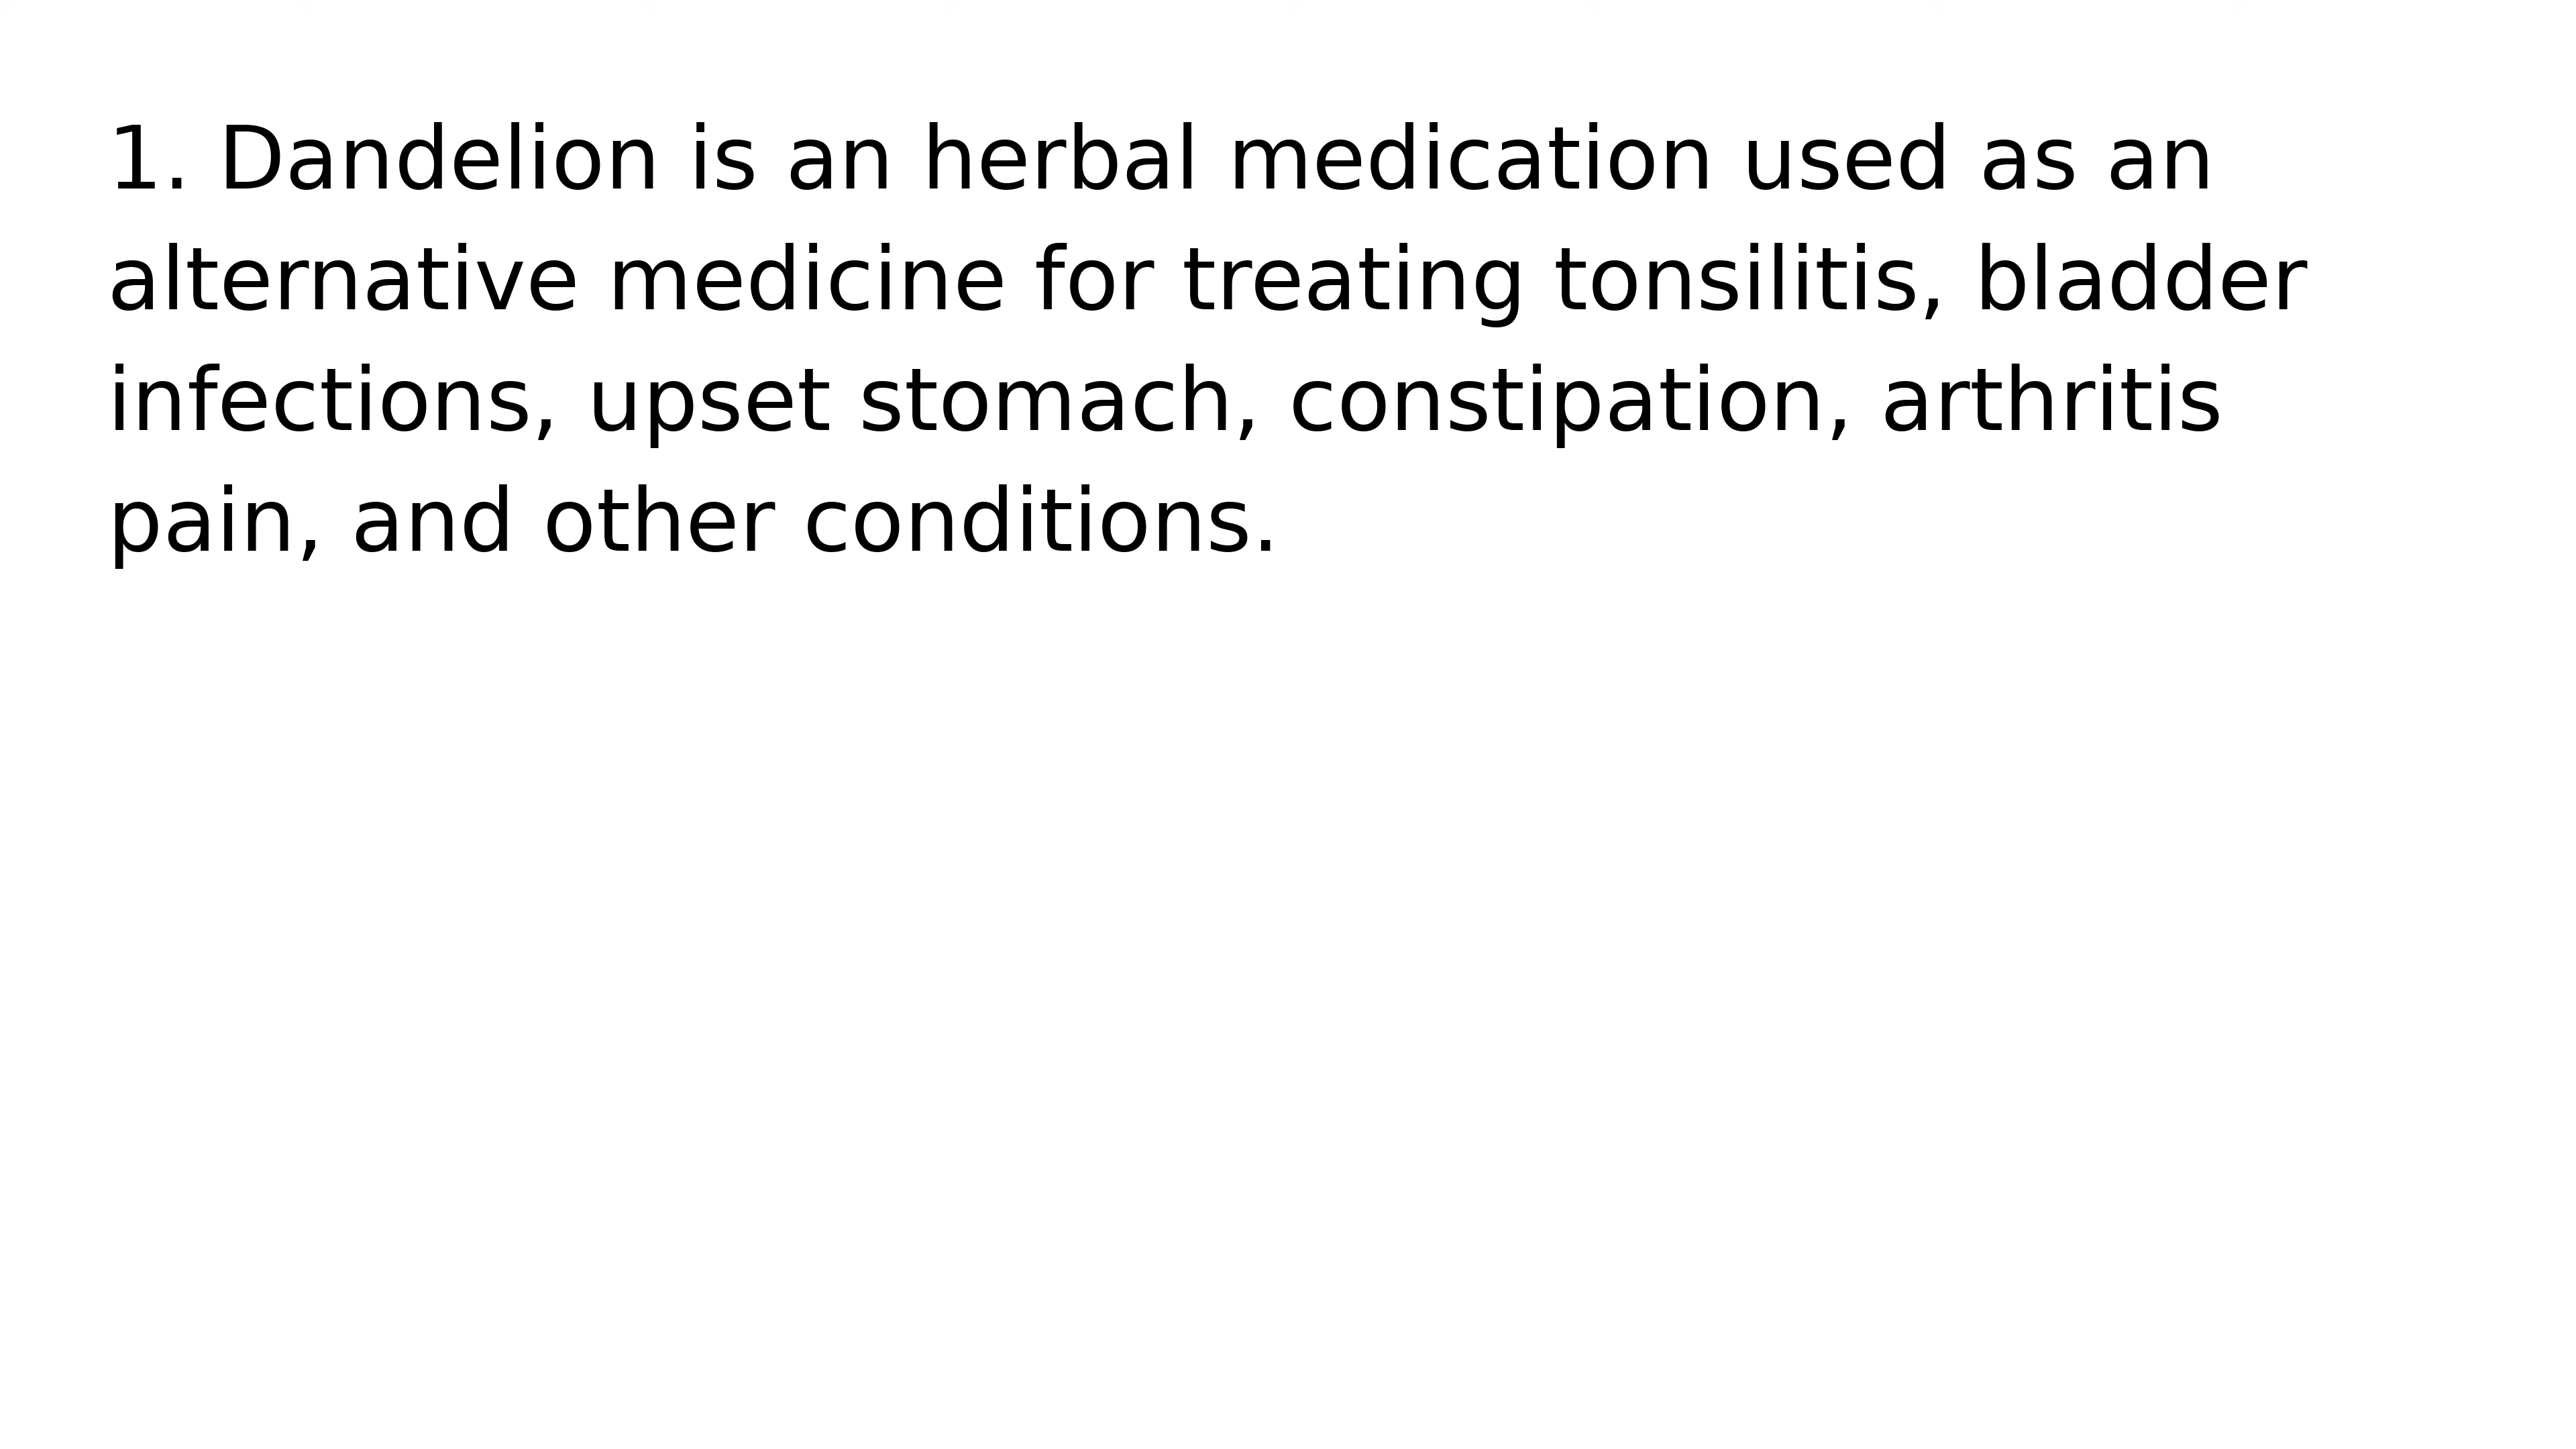 1. Dandelion is an herbal medication used as an
alternative medicine for treating tonsilitis, bladder
infections, upset stomach, constipation, arthritis
pain, and other conditions.